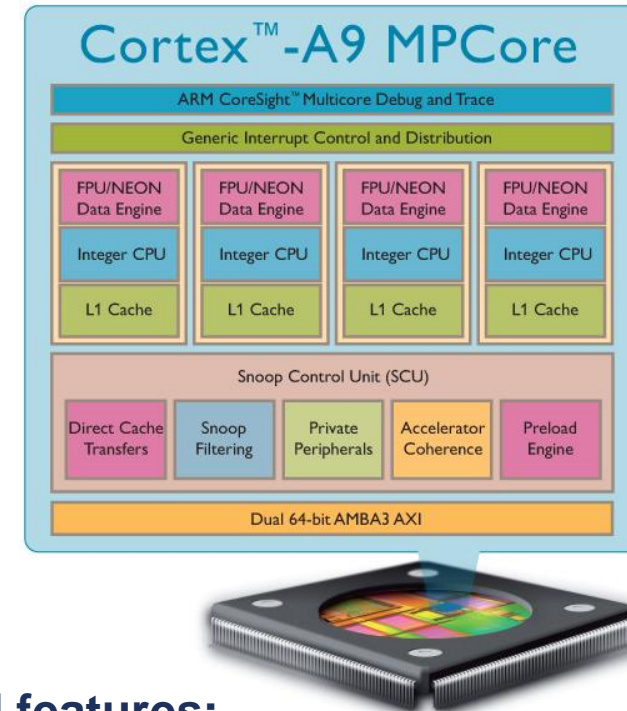 Cortex™-A9 MPCore
ARM CoreSight™ Multicore Debug and Trace
Generic Interrupt Control and Distribution
FPU/NEON FPU/NEON FPU/NEON FPU/NEON
Data Engine Data Engine Data Engine Data Engine
Integer CPU Integer CPU Integer CPU Integer CPU
L1 Cache L1 Cache L1 Cache L1 Cache
Snoop Control Unit (SCU)
Direct Cache Snoop Private Accelerator Preload
Transfers Filtering Peripherals Coherence Engine
Dual 64-bit AMBA3 AXI
features: